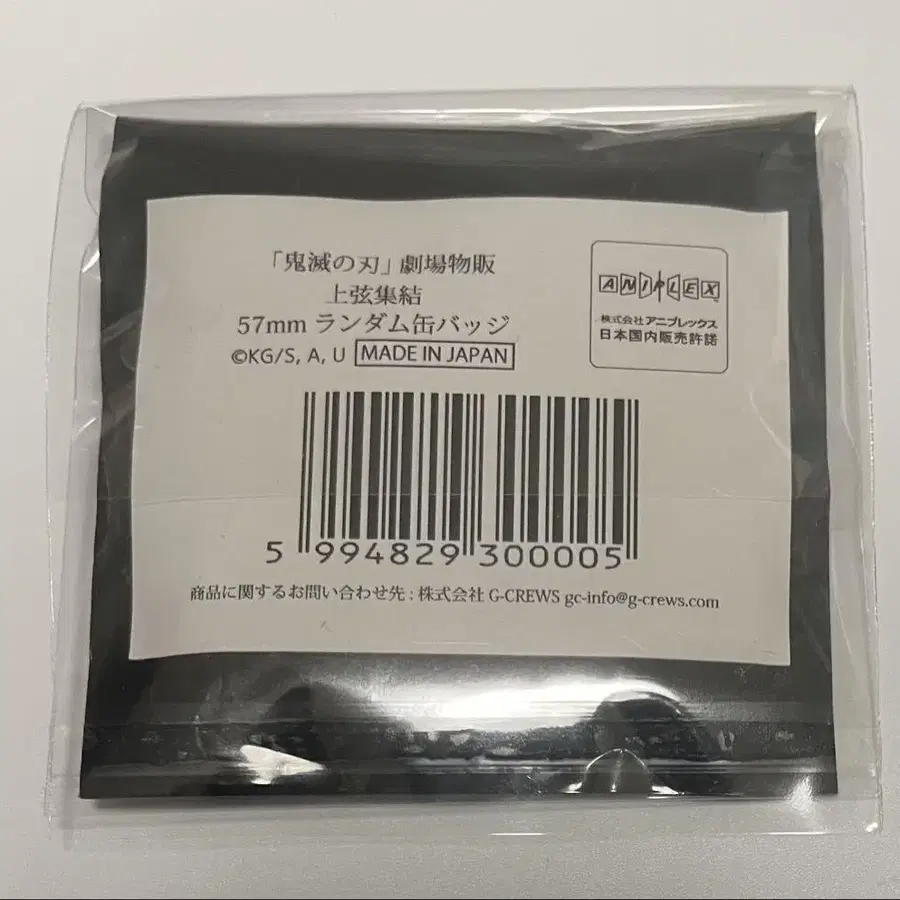 「鬼滅の刃」劇場物販
上弦集結
57mm ランダム缶バッジ
©KG/S, A, U MADE IN JAPAN
ANIPLEX
株式会社アニプレックス
日本国内販売許諾
5 994829 300005
商品に関するお問い合わせ先 : 株式会社 G-CREWS gc-info@g-crews.com